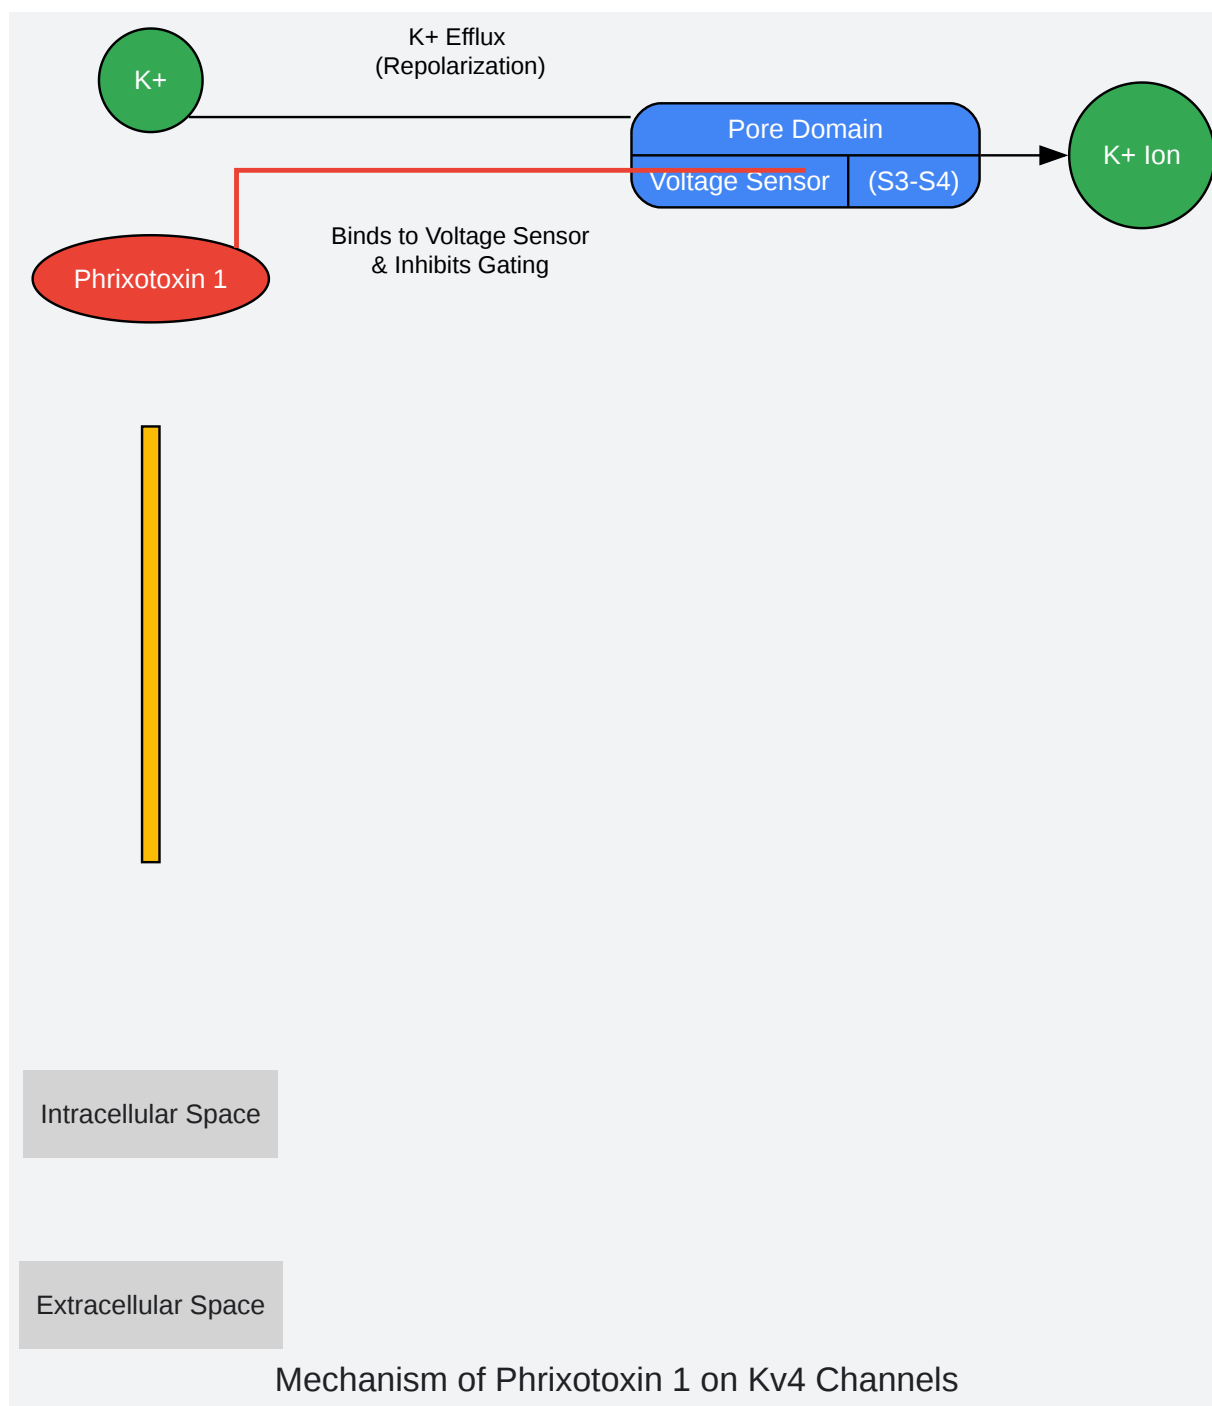 K+ Efflux
(Repolarization)
K+
Pore Domain
K+ Ion
Voltage Sensor
(S3-S4)
Binds to Voltage Sensor
& Inhibits Gating
Phrixotoxin 1
Intracellular Space
Extracellular Space
Mechanism of Phrixotoxin 1 on Kv4 Channels